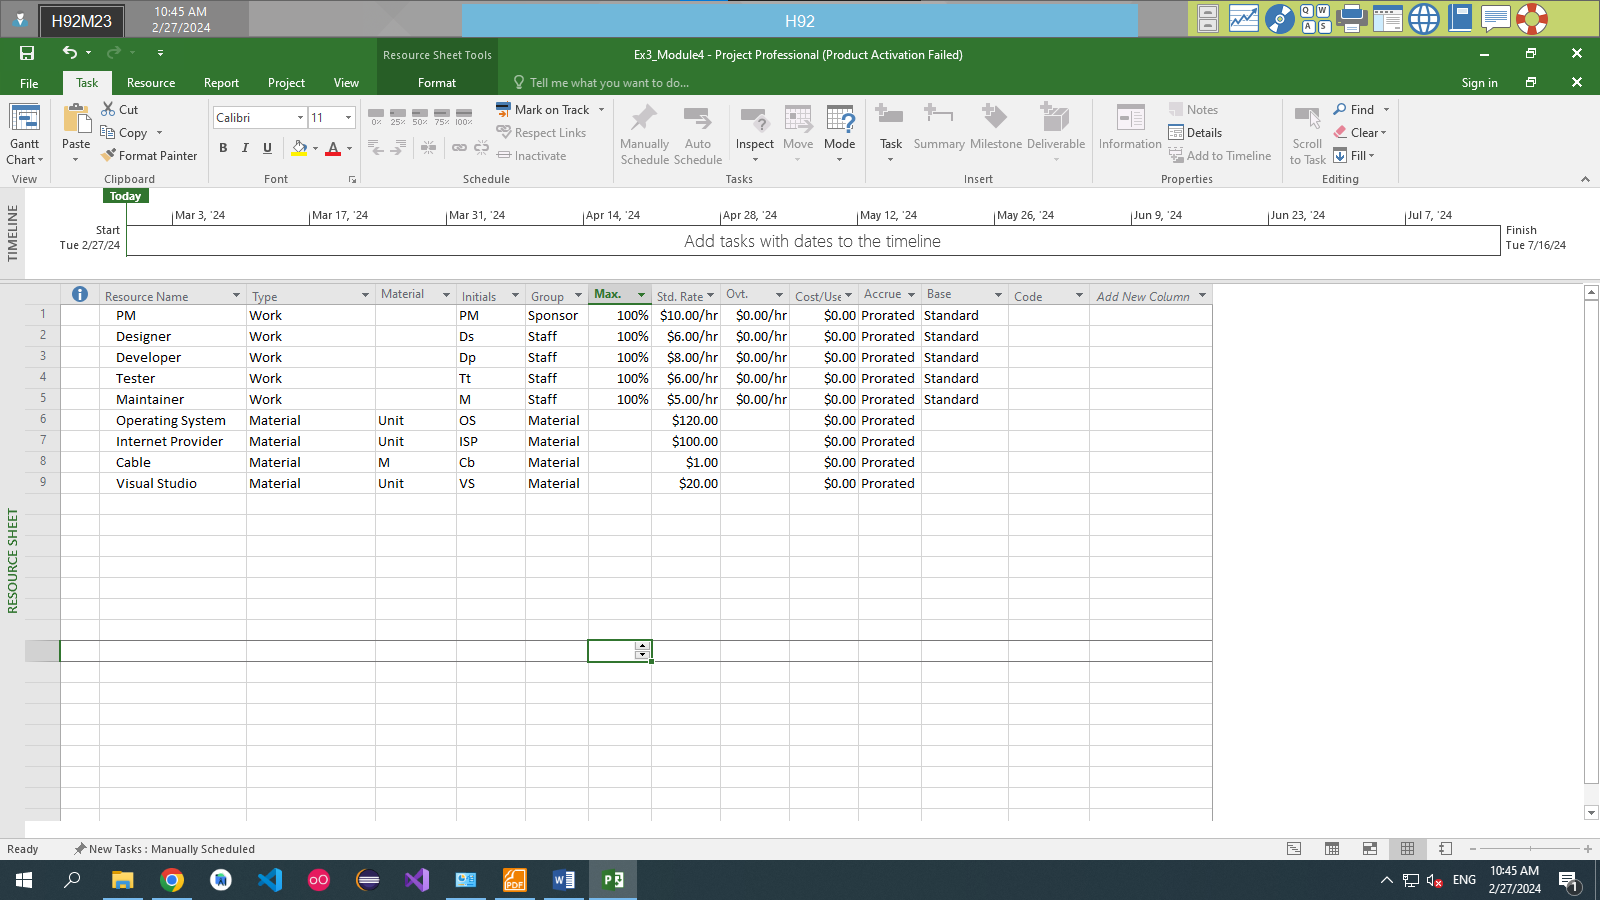 H92M23
10:45 AM
2/27/2024
H92
Q W
A S
Resource Sheet Tools
Ex3_Module4 - Project Professional (Product Activation Failed)
File Task Resource Report Project View Format Tell me what you want to do... Sign in
Gantt Chart
View
Paste
Cut
Copy
Format Painter
Clipboard
Calibri 11
B I U A
Font
0% 25% 50% 75% 100%
Mark on Track
Respect Links
Inactivate
Schedule
Manually Schedule
Auto Schedule
Inspect Move Mode
Tasks
Task Summary Milestone Deliverable
Insert
Information
Notes
Details
Add to Timeline
Properties
Scroll to Task
Find
Clear
Fill
Editing
TIMELINE
Today
Mar 3, '24 Mar 17, '24 Mar 31, '24 Apr 14, '24 Apr 28, '24 May 12, '24 May 26, '24 Jun 9, '24 Jun 23, '24 Jul 7, '24
Start
Tue 2/27/24
Add tasks with dates to the timeline
Finish
Tue 7/16/24
RESOURCE SHEET
Resource Name Type Material Initials Group Max. Std. Rate Ovt. Cost/Use Accrue Base Code Add New Column
1 PM Work PM Sponsor 100% $10.00/hr $0.00/hr $0.00 Prorated Standard
2 Designer Work Ds Staff 100% $6.00/hr $0.00/hr $0.00 Prorated Standard
3 Developer Work Dp Staff 100% $8.00/hr $0.00/hr $0.00 Prorated Standard
4 Tester Work Tt Staff 100% $6.00/hr $0.00/hr $0.00 Prorated Standard
5 Maintainer Work M Staff 100% $5.00/hr $0.00/hr $0.00 Prorated Standard
6 Operating System Material Unit OS Material $120.00 $0.00 Prorated
7 Internet Provider Material Unit ISP Material $100.00 $0.00 Prorated
8 Cable Material M Cb Material $1.00 $0.00 Prorated
9 Visual Studio Material Unit VS Material $20.00 $0.00 Prorated
Ready New Tasks : Manually Scheduled
PDF
ENG
10:45 AM
2/27/2024
1